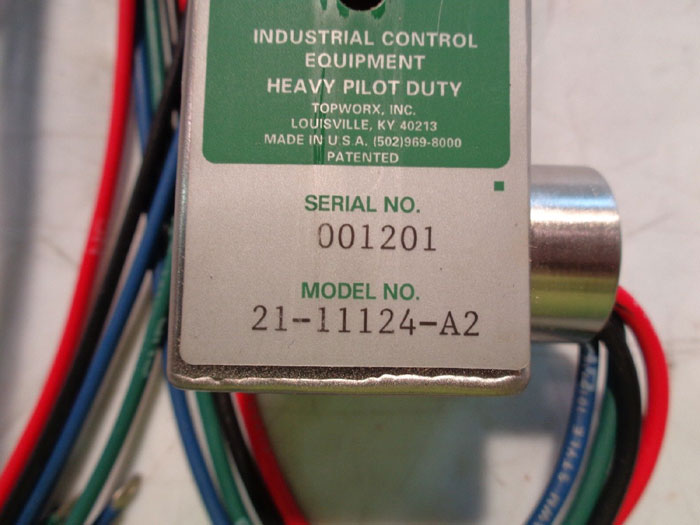 INDUSTRIAL CONTROL
EQUIPMENT
HEAVY PILOT DUTY
TOPWORX, INC.
LOUISVILLE, KY 40213
MADE IN U.S.A. (502)969-8000
PATENTED
SERIAL NO.
001201
MODEL NO.
21-11124-A2
STYLE